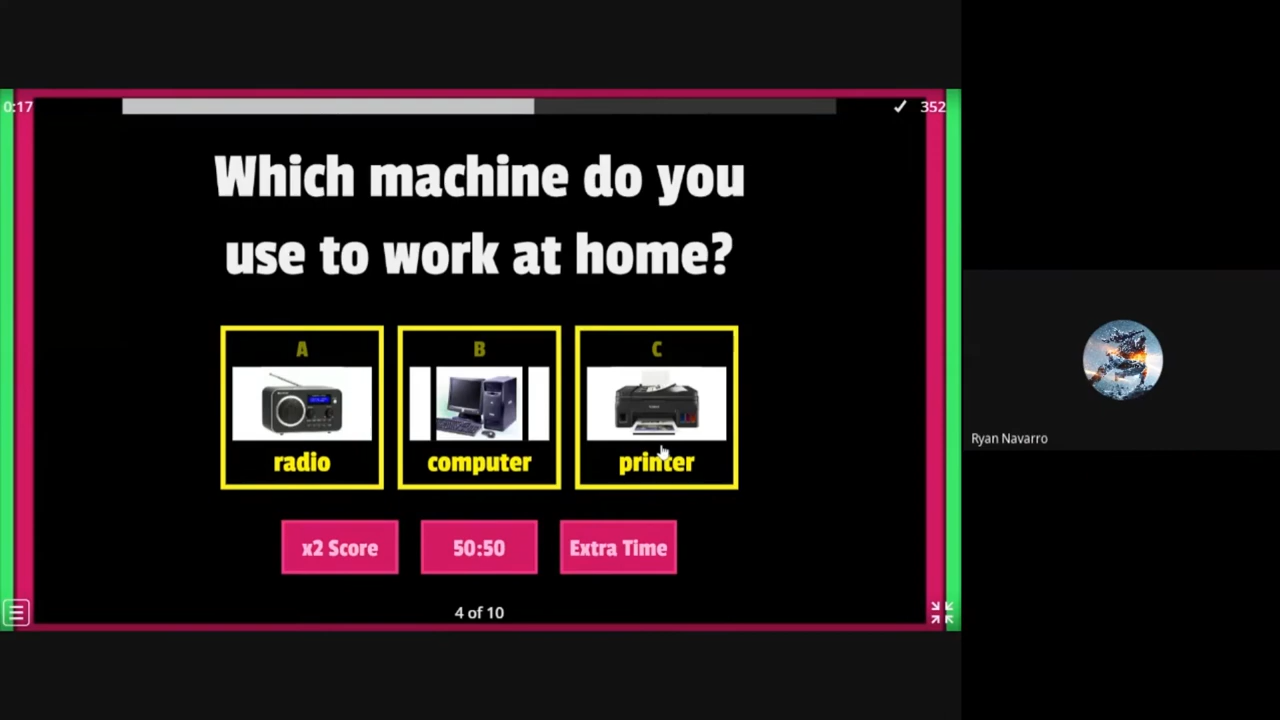 0:17
352
Which machine do you
use to work at home?
A
B
C
radio
computer
printer
x2 Score
50:50
Extra Time
4 of 10
Ryan Navarro